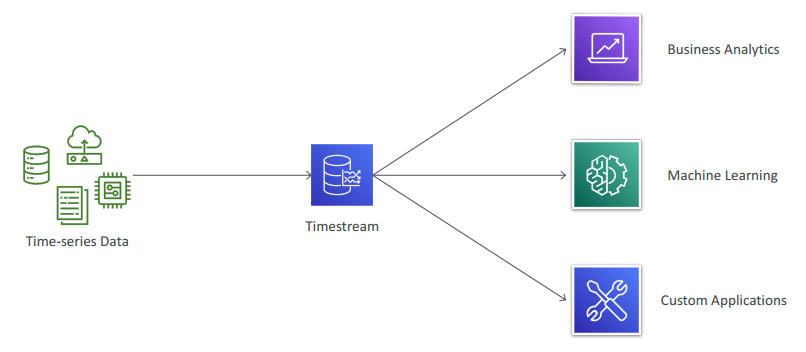 Business Analytics
Machine Learning
Timestream
Time-series Data
Custom Applications